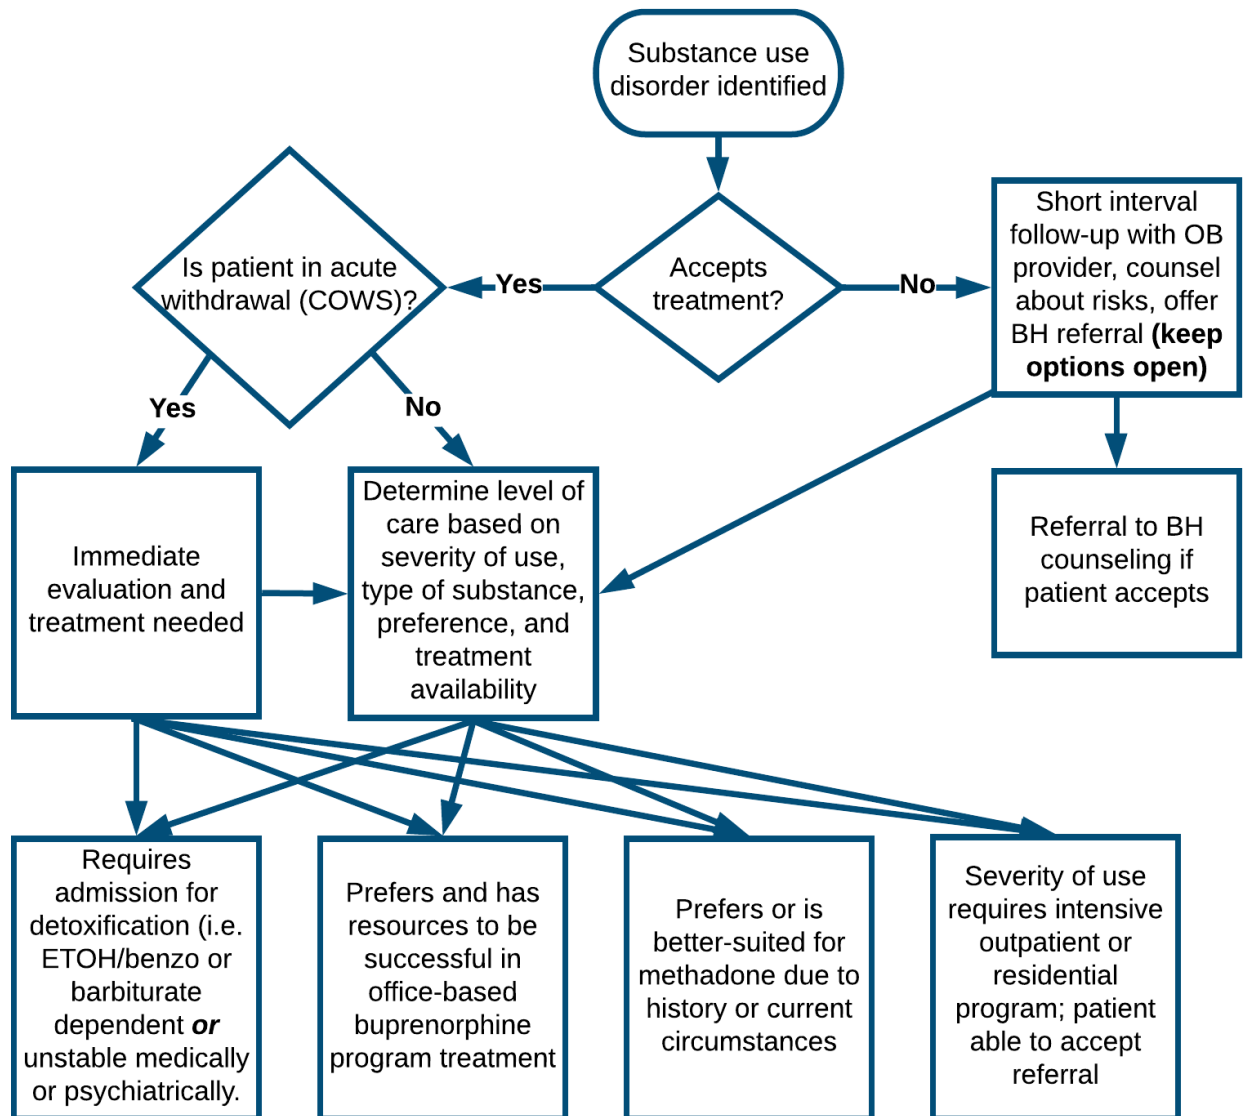 Substance use
disorder identified
Accepts
treatment?
Yes
No
Is patient in acute
withdrawal (COWS)?
Short interval
follow-up with OB
provider, counsel
about risks, offer
BH referral (keep
options open)
Yes
No
Immediate
evaluation and
treatment needed
Determine level of
care based on
severity of use,
type of substance,
preference, and
treatment
availability
Referral to BH
counseling if
patient accepts
Requires
admission for
detoxification (i.e.
ETOH/benzo or
barbiturate
dependent or
unstable medically
or psychiatrically.
Prefers and has
resources to be
successful in
office-based
buprenorphine
program treatment
Prefers or is
better-suited for
methadone due to
history or current
circumstances
Severity of use
requires intensive
outpatient or
residential
program; patient
able to accept
referral